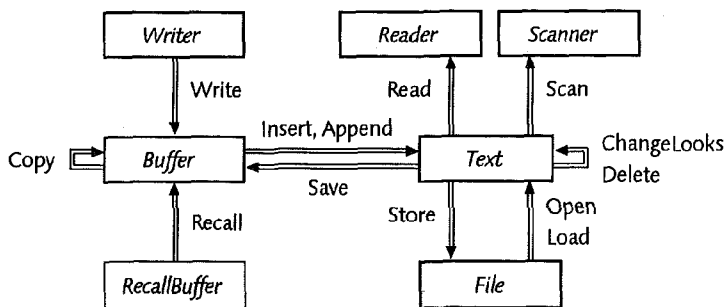 Writer
Reader
Scanner
Write
Read
Scan
Insert, Append
Copy
Buffer
Text
ChangeLooks
Delete
Save
Recall
Store
Open
Load
RecallBuffer
File